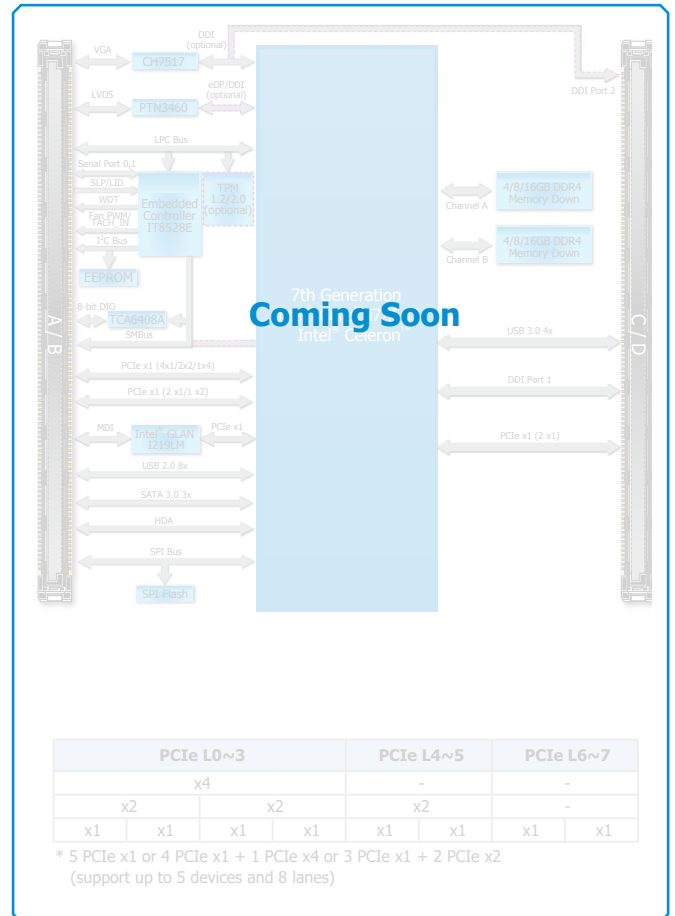 DDI
(optional)
VGA
CH7517
DDI Port 2
LVDS
PTN3460
eDP/DDI
(optional)
LPC Bus
Serial Port 0,1
SLP/LID
WDT
Fan PWM/
TACH_IN
I²C Bus
Embedded
Controller
IT8528E
TPM
1.2/2.0
(optional)
EEPROM
8-bit DIO
TCA6408A
SMBus
A / B
PCIe x1 (4x1/2x2/1x4)
PCIe x1 (2 x1/1 x2)
MDI
Intel® GLAN
I219LM
PCIe x1
USB 2.0 8x
SATA 3.0 3x
HDA
SPI Bus
SPI Flash
7th Generation
Coming Soon
Intel® Celeron
Channel A
4/8/16GB DDR4
Memory Down
Channel B
4/8/16GB DDR4
Memory Down
USB 3.0 4x
DDI Port 1
PCIe x1 (2 x1)
C / D
PCIe L0~3 PCIe L4~5 PCIe L6~7
x4 - -
x2 x2 x2 -
x1 x1 x1 x1 x1 x1 x1 x1
* 5 PCIe x1 or 4 PCIe x1 + 1 PCIe x4 or 3 PCIe x1 + 2 PCIe x2
(support up to 5 devices and 8 lanes)